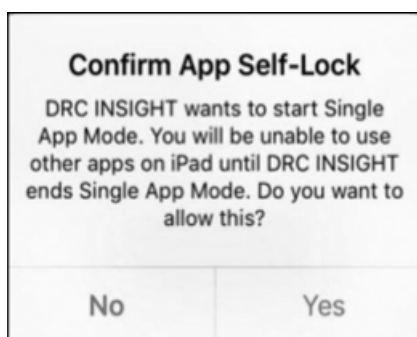 Confirm App Self-Lock
DRC INSIGHT wants to start Single
App Mode. You will be unable to use
other apps on iPad until DRC INSIGHT
ends Single App Mode. Do you want to
allow this?
No
Yes